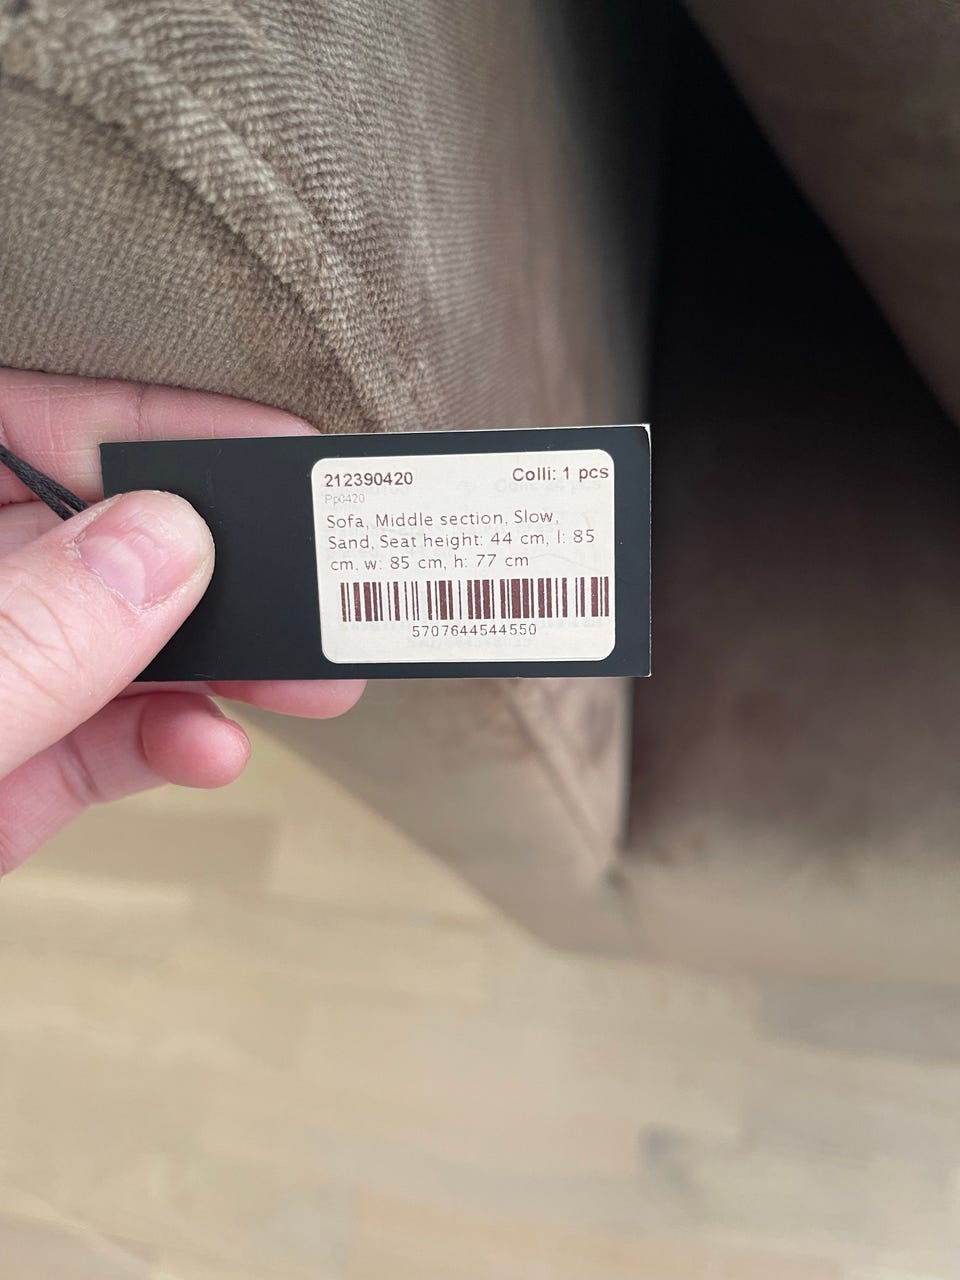 212390420 Colli: 1 pcs
Pp0420
Sofa, Middle section, Slow,
Sand, Seat height: 44 cm, l: 85
cm, w: 85 cm, h: 77 cm
5707644544550